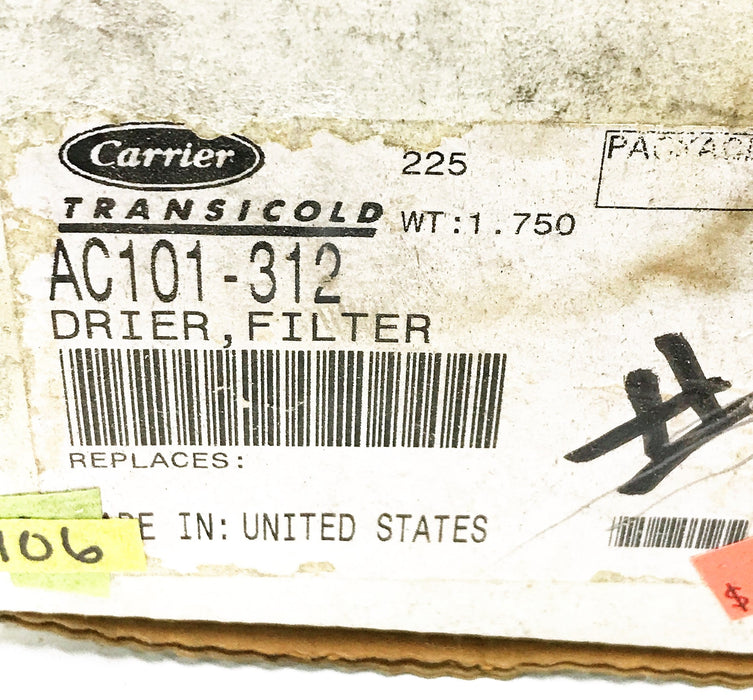 Carrier
225
TRANSICOLD
WT:1.750
AC101-312
DRIER,FILTER
REPLACES:
IN: UNITED STATES
106
$